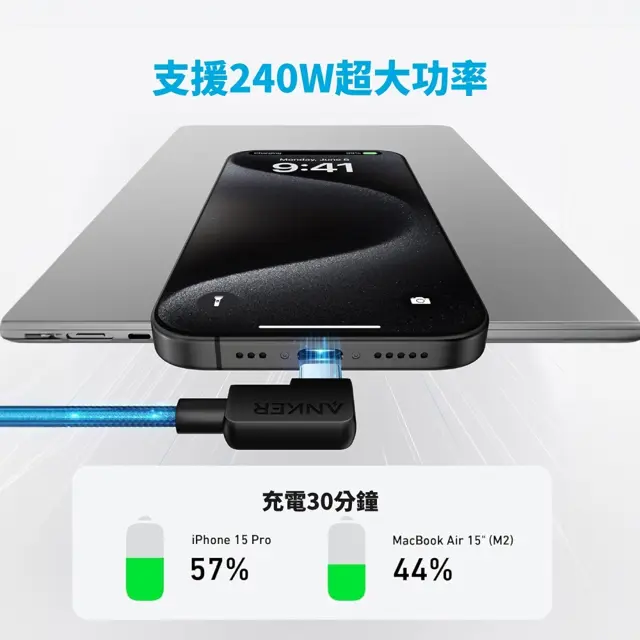 支援240W超大功率
Charging
Monday, June 6
9:41
ANKER
充電30分鐘
iPhone 15 Pro
57%
MacBook Air 15" (M2)
44%